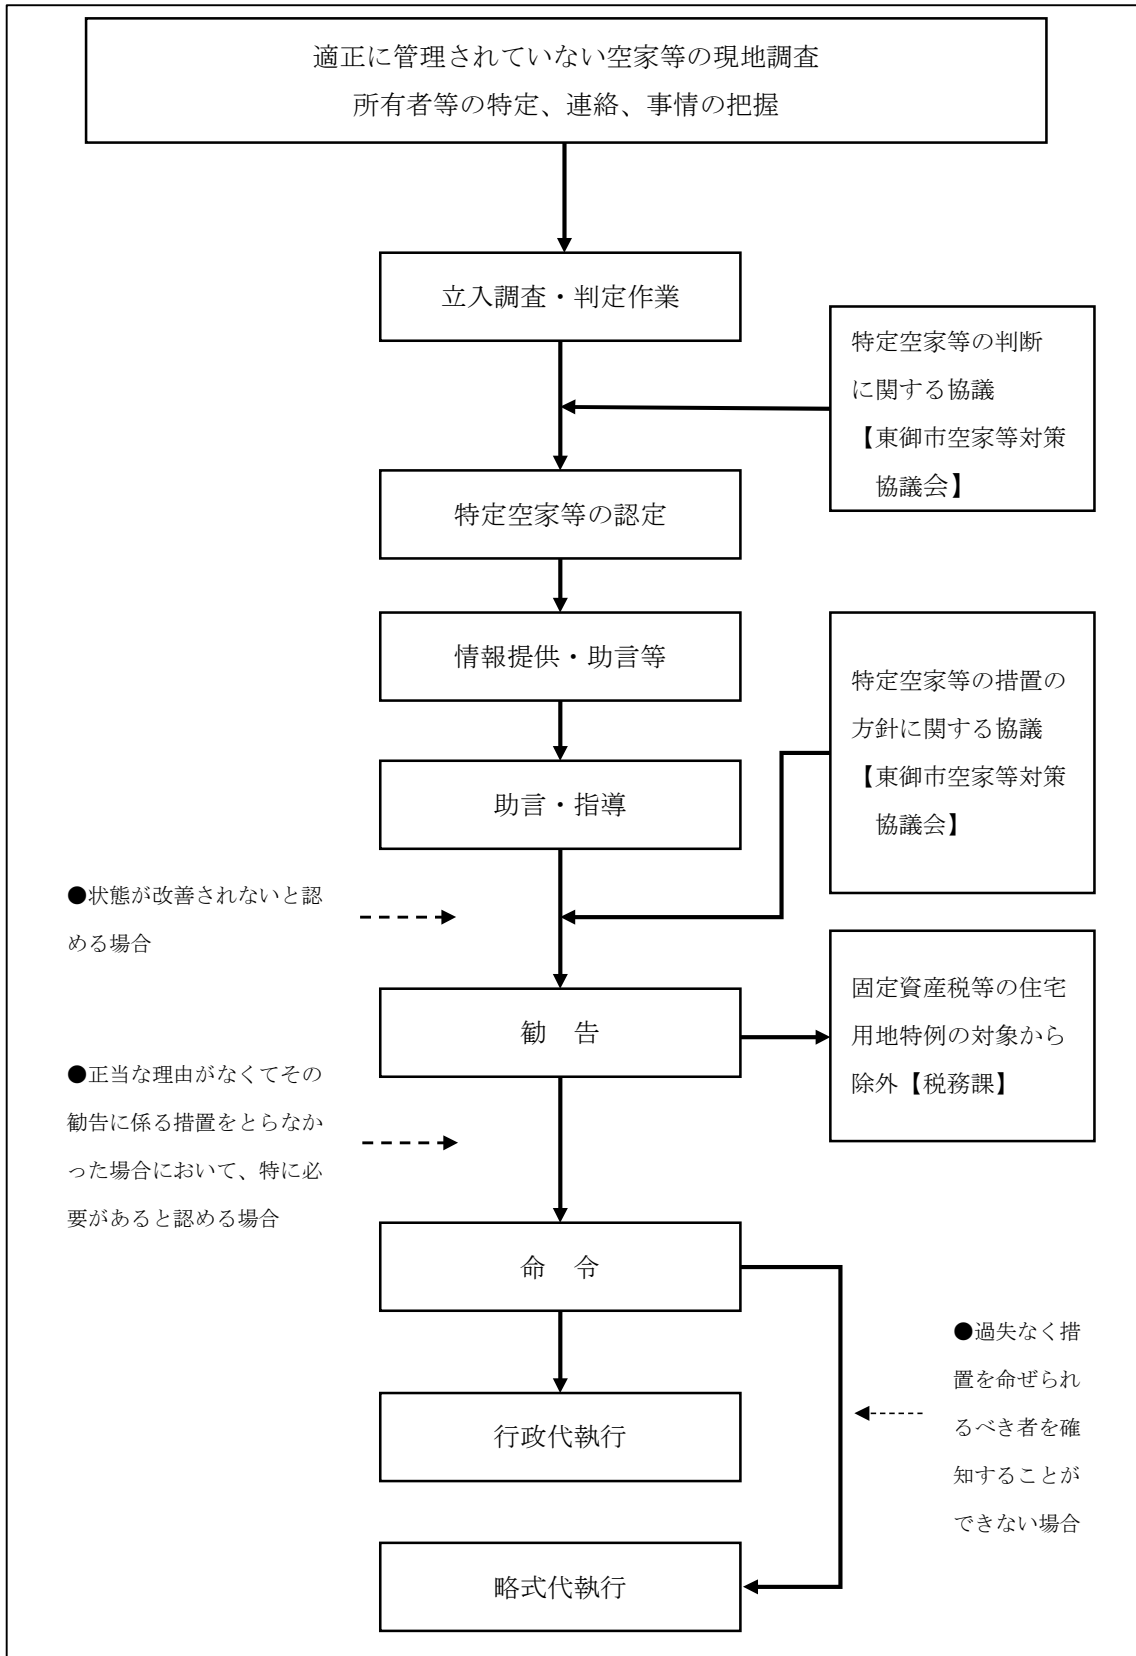 適正に管理されていない空家等の現地調査
所有者等の特定、連絡、事情の把握
立入調査・判定作業
特定空家等の判断
に関する協議
【東御市空家等対策
協議会】
特定空家等の認定
情報提供・助言等
特定空家等の措置の
方針に関する協議
【東御市空家等対策
協議会】
助言・指導
●状態が改善されないと認
める場合
勧　告
固定資産税等の住宅
用地特例の対象から
除外【税務課】
●正当な理由がなくてその
勧告に係る措置をとらなか
った場合において、特に必
要があると認める場合
命　令
●過失なく措
置を命ぜられ
るべき者を確
知することが
できない場合
行政代執行
略式代執行